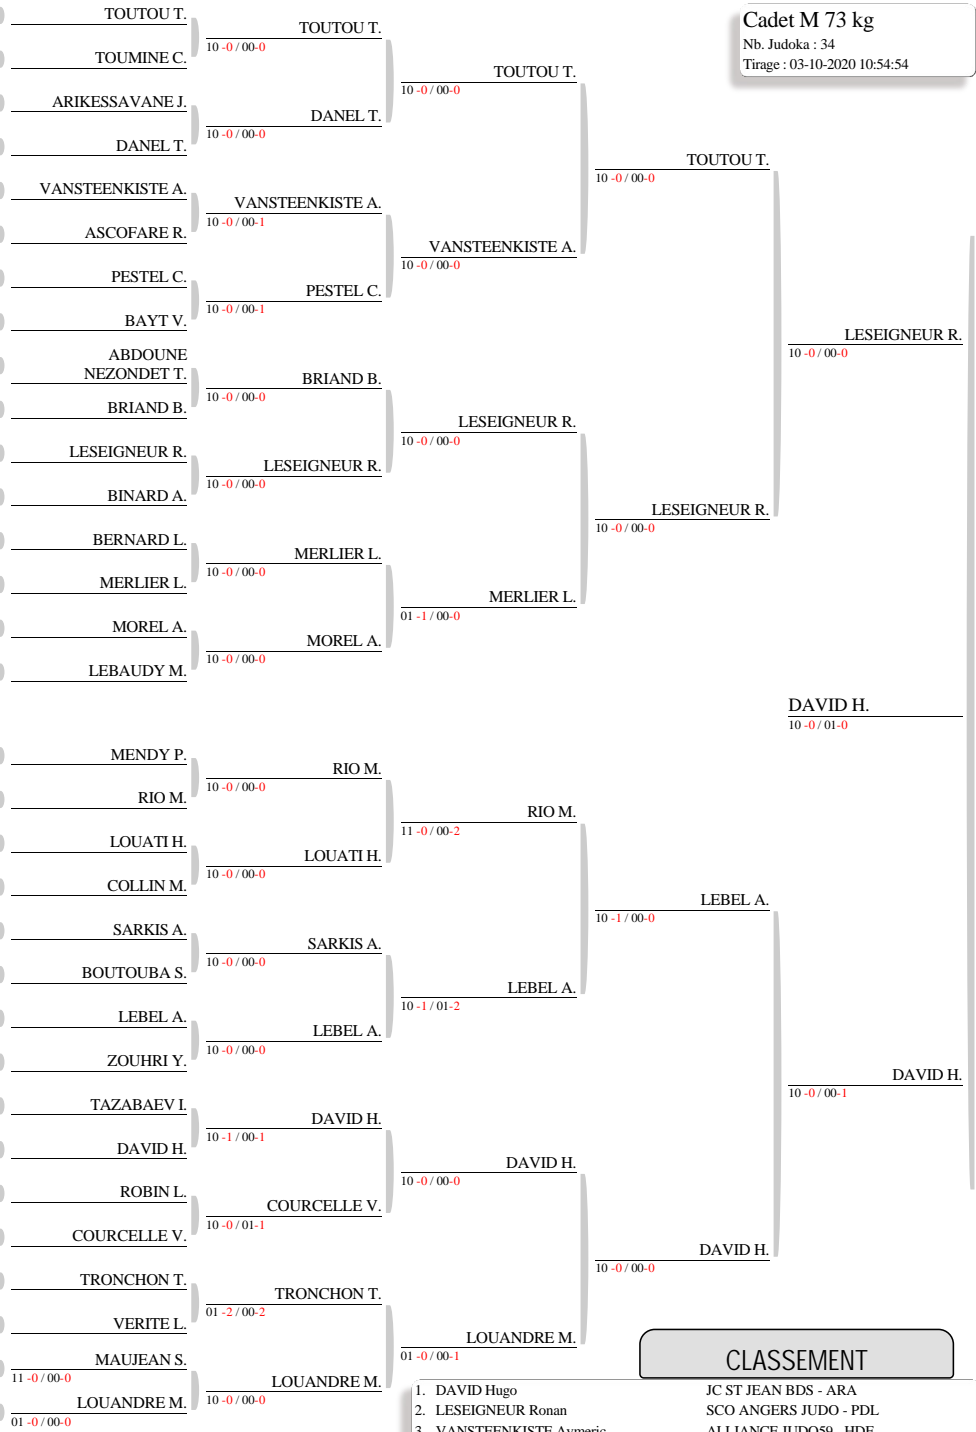 Cadet M 73 kg
Nb. Judoka : 34
Tirage : 03-10-2020 10:54:54
TOUTOU T.
TOUMINE C.
ARIKESSAVANE J.
DANEL T.
VANSTEENKISTE A.
ASCOFARE R.
PESTEL C.
BAYT V.
ABDOUNE
NEZONDET T.
BRIAND B.
LESEIGNEUR R.
BINARD A.
BERNARD L.
MERLIER L.
MOREL A.
LEBAUDY M.
MENDY P.
RIO M.
LOUATI H.
COLLIN M.
SARKIS A.
BOUTOUBA S.
LEBEL A.
ZOUHRI Y.
TAZABAEV I.
DAVID H.
ROBIN L.
COURCELLE V.
TRONCHON T.
VERITE L.
MAUJEAN S.
11 -0 / 00-0
LOUANDRE M.
01 -0 / 00-0
TOUTOU T.
10 -0 / 00-0
DANEL T.
10 -0 / 00-0
VANSTEENKISTE A.
10 -0 / 00-1
PESTEL C.
10 -0 / 00-1
BRIAND B.
10 -0 / 00-0
LESEIGNEUR R.
10 -0 / 00-0
MERLIER L.
10 -0 / 00-0
MOREL A.
10 -0 / 00-0
RIO M.
10 -0 / 00-0
LOUATI H.
10 -0 / 00-0
SARKIS A.
10 -0 / 00-0
LEBEL A.
10 -0 / 00-0
DAVID H.
10 -1 / 00-1
COURCELLE V.
10 -0 / 01-1
TRONCHON T.
01 -2 / 00-2
LOUANDRE M.
10 -0 / 00-0
TOUTOU T.
10 -0 / 00-0
VANSTEENKISTE A.
10 -0 / 00-0
LESEIGNEUR R.
10 -0 / 00-0
MERLIER L.
01 -1 / 00-0
RIO M.
11 -0 / 00-2
LEBEL A.
10 -1 / 01-2
DAVID H.
10 -0 / 00-0
LOUANDRE M.
01 -0 / 00-1
TOUTOU T.
10 -0 / 00-0
LESEIGNEUR R.
10 -0 / 00-0
LEBEL A.
10 -1 / 00-0
DAVID H.
10 -0 / 00-0
LESEIGNEUR R.
10 -0 / 00-0
DAVID H.
10 -0 / 01-0
DAVID H.
10 -0 / 00-1
CLASSEMENT
1. DAVID Hugo JC ST JEAN BDS - ARA
2. LESEIGNEUR Ronan SCO ANGERS JUDO - PDL
3. VANSTEENKISTE Aymeric ALLIANCE JUDO59 - HDF